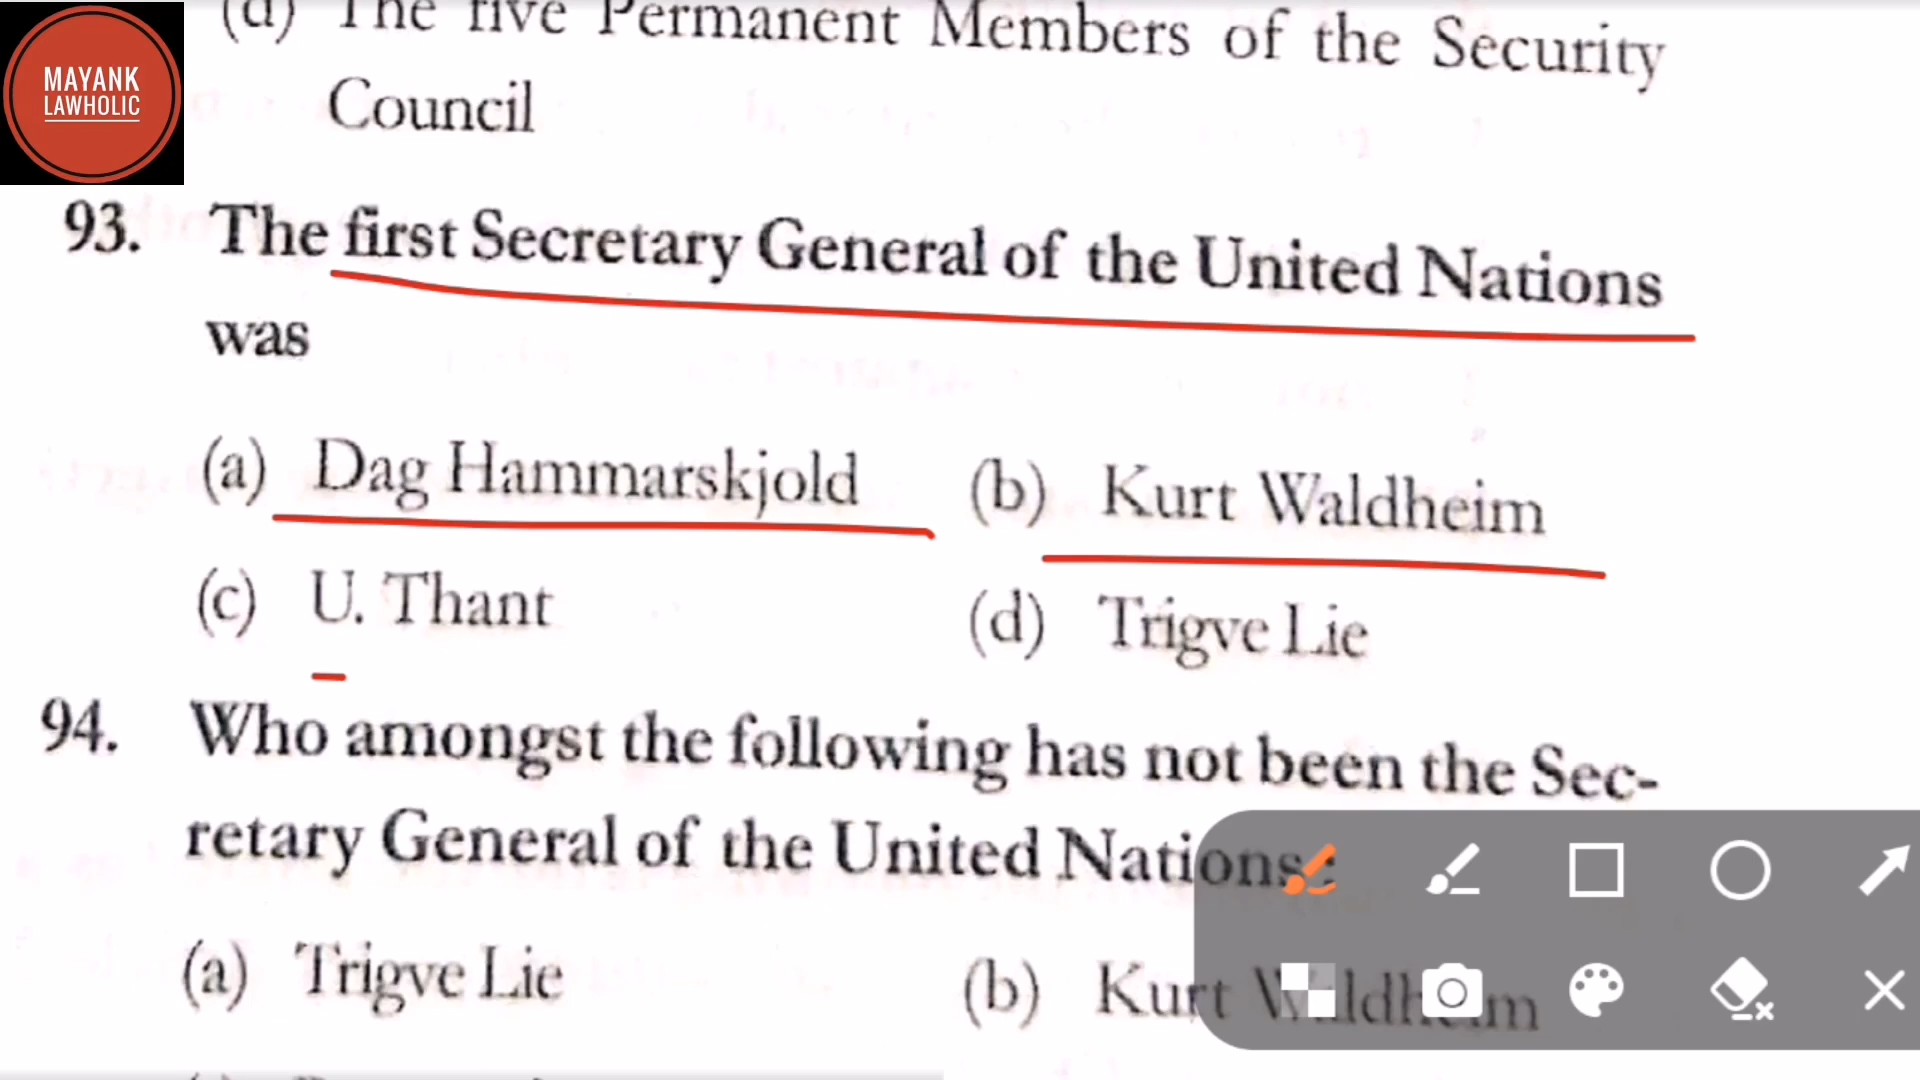 MAYANK
LAWHOLIC
(d) The five Permanent Members of the Security
Council
93. The first Secretary General of the United Nations
was
(a) Dag Hammarskjold (b) Kurt Waldheim
(c) U. Thant (d) Trigve Lie
94. Who amongst the following has not been the Sec-
retary General of the United Nations:
(a) Trigve Lie (b) Kurt Waldheim